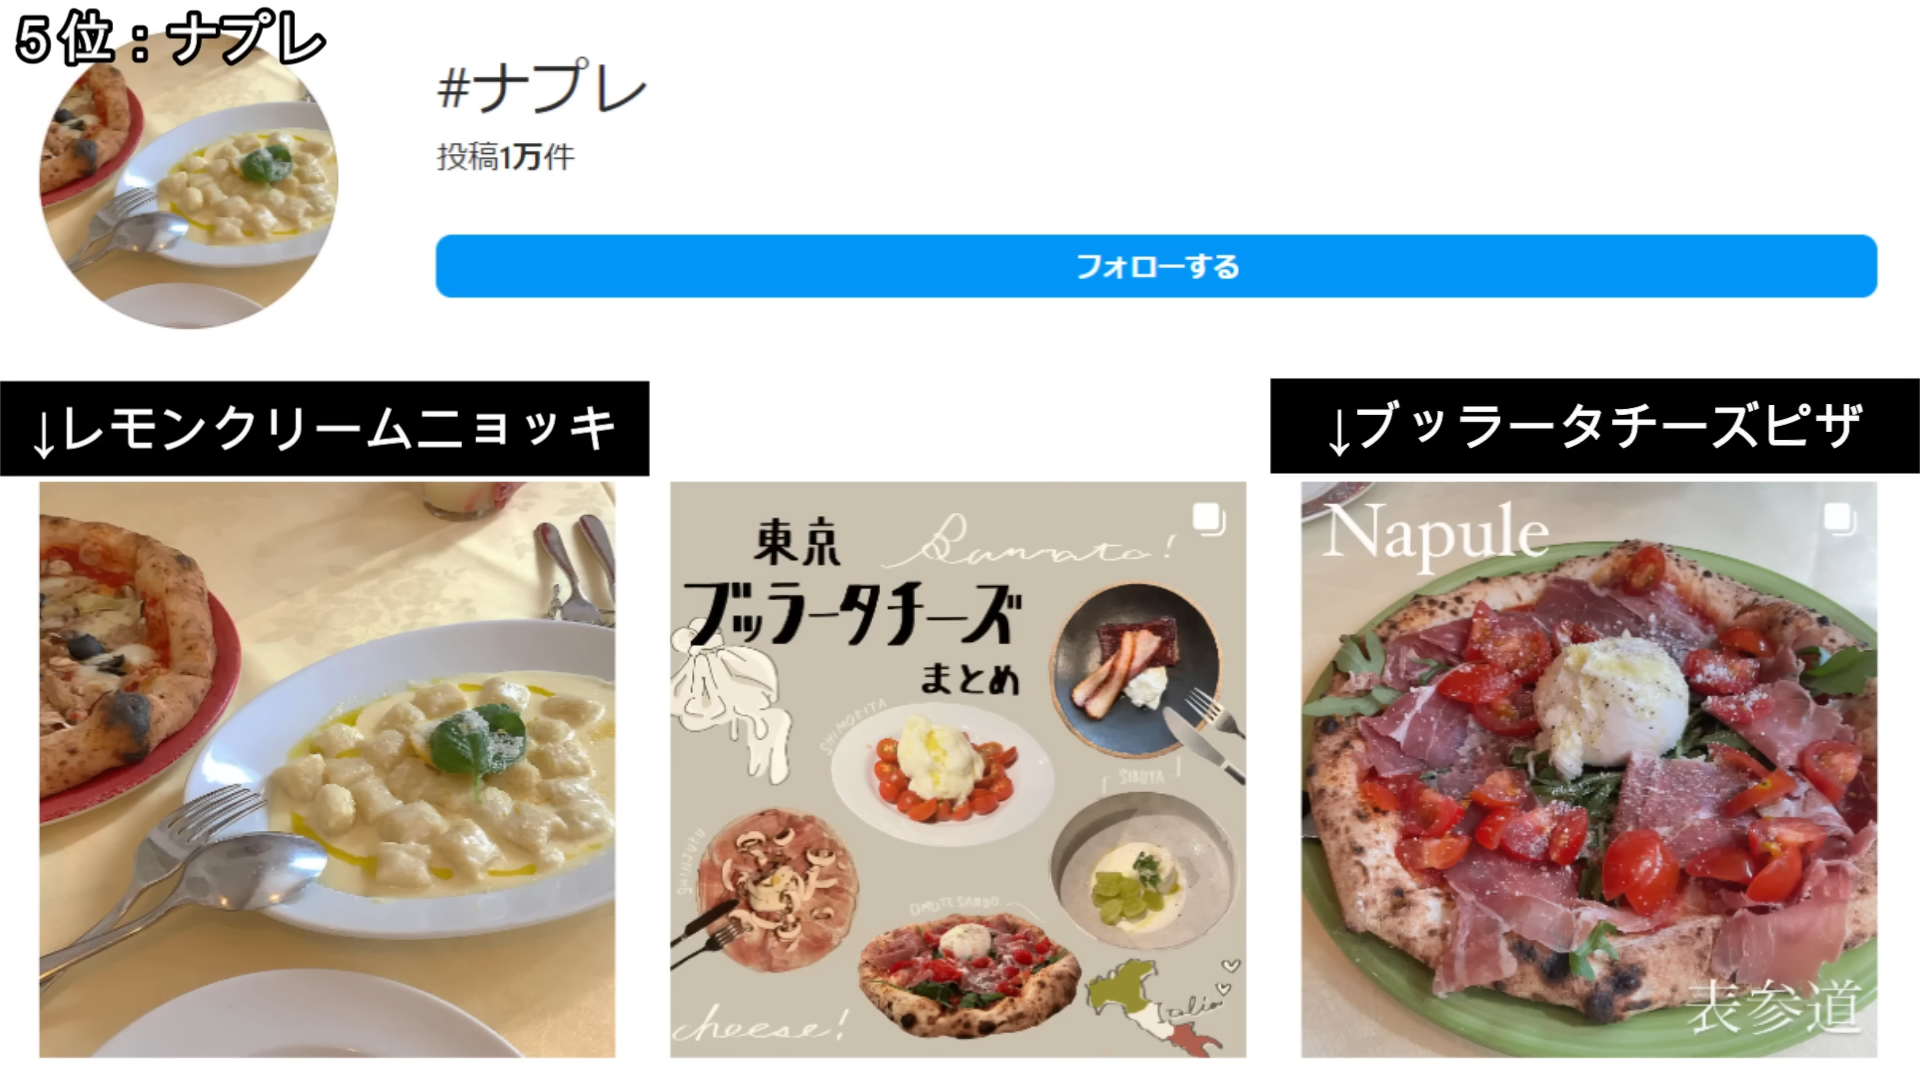 5位：ナプレ
#ナプレ
投稿1万件
フォローする
↓レモンクリームニョッキ
↓ブッラータチーズピザ
東京
Burrata!
ブッラータチーズ
まとめ
SHIMOKITA
SIBUYA
OMOTESANDO
cheese!
Italia
Napule
表参道